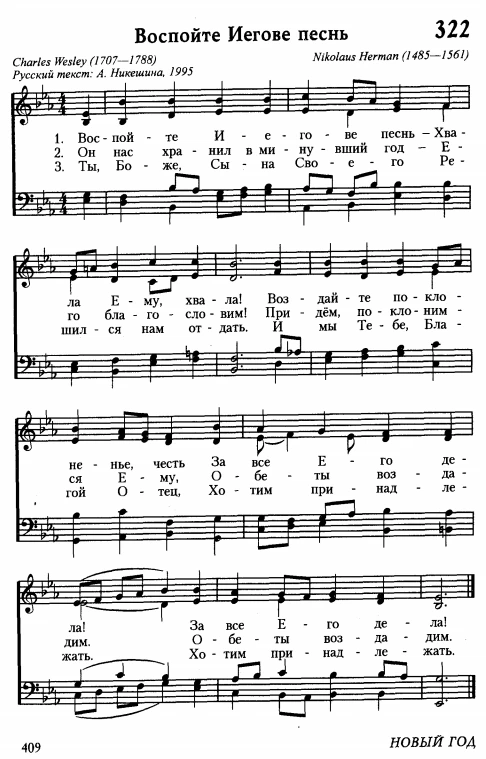 Воспойте Иегове песнь
322
Charles Wesley (1707—1788)
Nikolaus Herman (1485—1561)
Русский текст: А. Никешина, 1995
1. Вос - пой - те И - е - го - ве песнь – Хва -
2. Он нас хра - нил в ми - ну - вший год – Е -
3. Ты, Бо - же, Сы - на Сво - е - го Ре -
ла Е - му, хва - ла! Воз - дай - те по - кло -
го бла - го - сло - вим! При - дём, по - кло - ним -
шил - ся нам от - дать. И мы Те - бе, Бла -
не - нье, честь За все Е - го де -
ся Е - му, О - бе - ты воз - да -
гой О - тец, Хо - тим при - над - ле -
ла! За все Е - го де - ла!
дим. О - бе - ты воз - да - дим.
жать. Хо - тим при - над - ле - жать.
409
НОВЫЙ ГОД